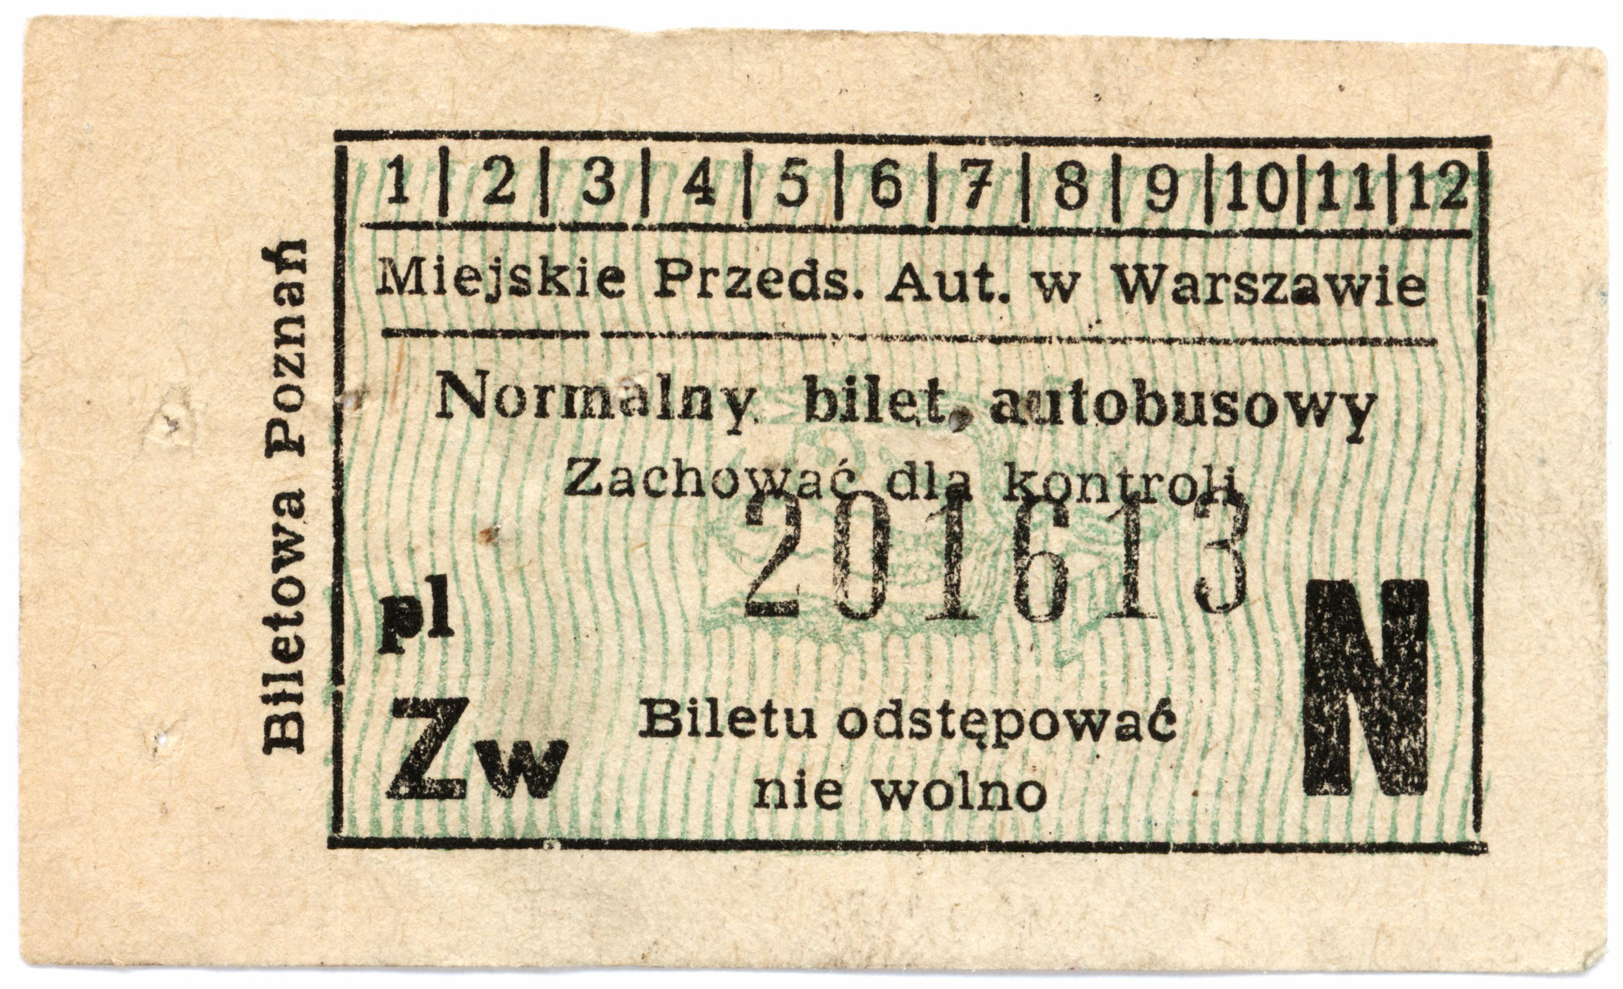 1 | 2 | 3 | 4 | 5 | 6 | 7 | 8 | 9 | 10 | 11 | 12
Miejskie Przeds. Aut. w Warszawie
Normalny bilet autobusowy
Zachować dla kontroli
201613
pl
Zw
N
Biletu odstępować
nie wolno
Biletowa Poznań